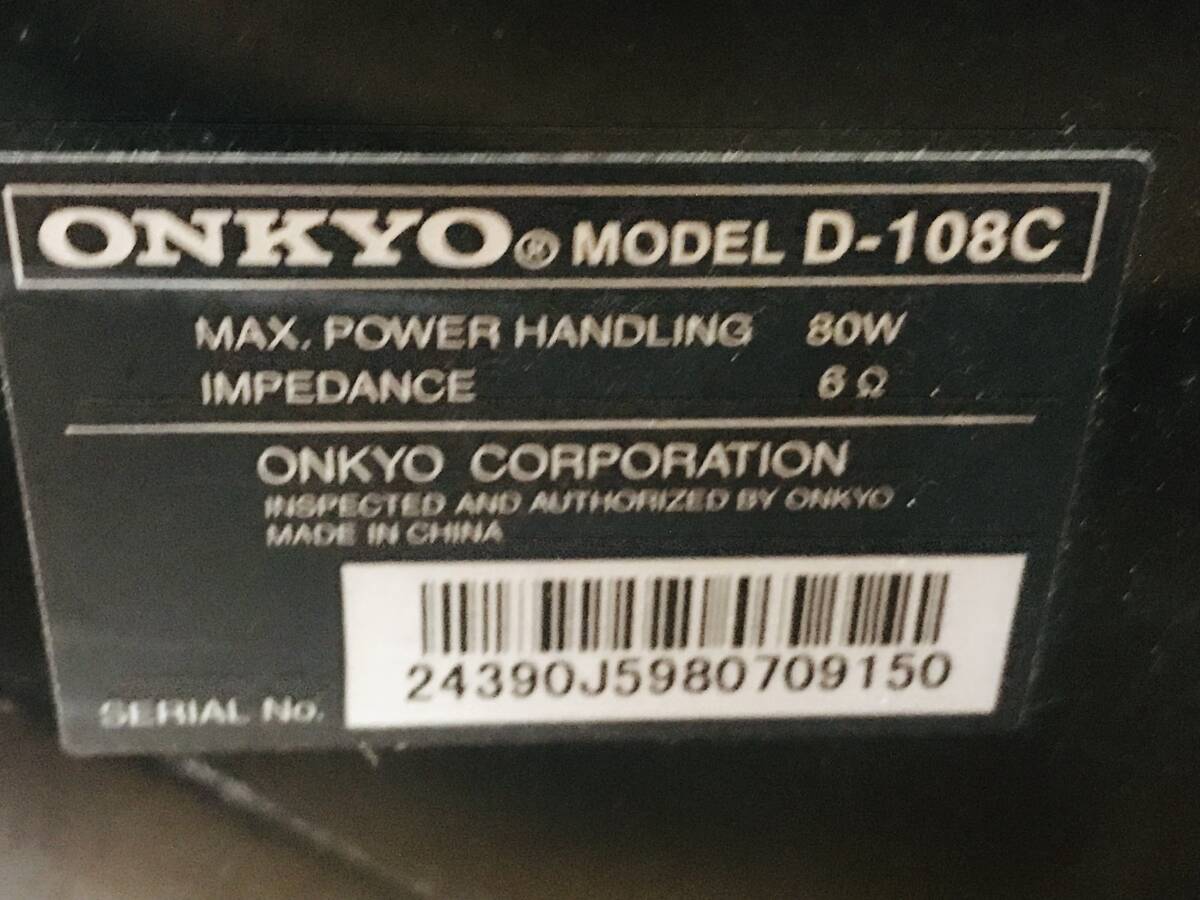 ONKYO® MODEL D-108C
MAX. POWER HANDLING 80W
IMPEDANCE 6 Ω
ONKYO CORPORATION
INSPECTED AND AUTHORIZED BY ONKYO
MADE IN CHINA
24390J5980709150
SERIAL No.